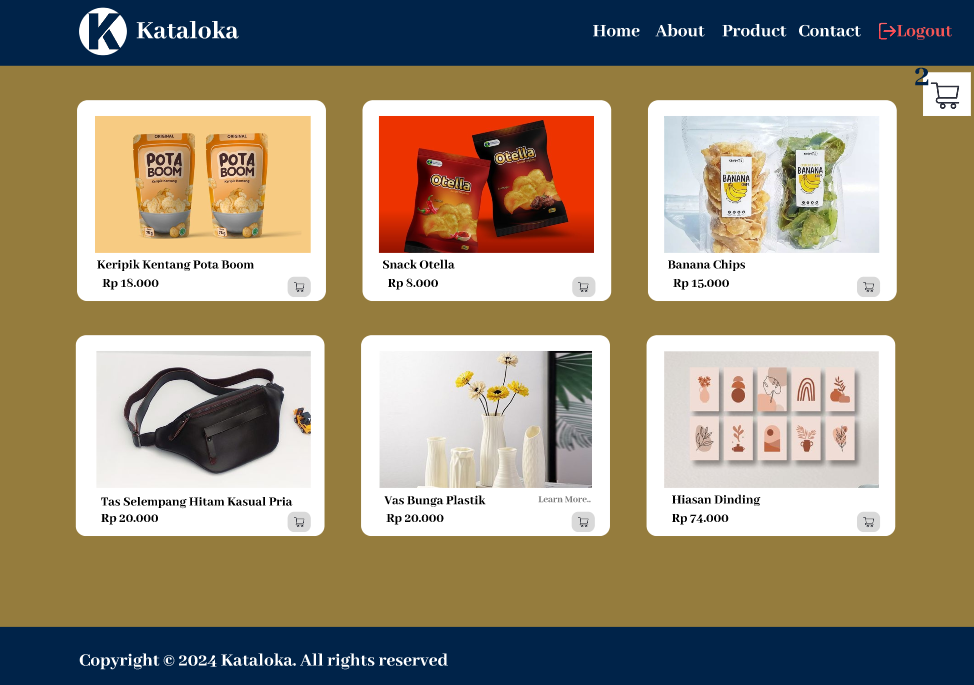 Kataloka
Home About Product Contact Logout
2
ORIGINAL ORIGINAL
POTA BOOM
POTA BOOM
Otella
Otella
BANANA
BANANA
Keripik Kentang Pota Boom
Rp 18.000
Snack Otella
Rp 8.000
Banana Chips
Rp 15.000
Tas Selempang Hitam Kasual Pria
Rp 20.000
Vas Bunga Plastik Learn More..
Rp 20.000
Hiasan Dinding
Rp 74.000
Copyright © 2024 Kataloka. All rights reserved